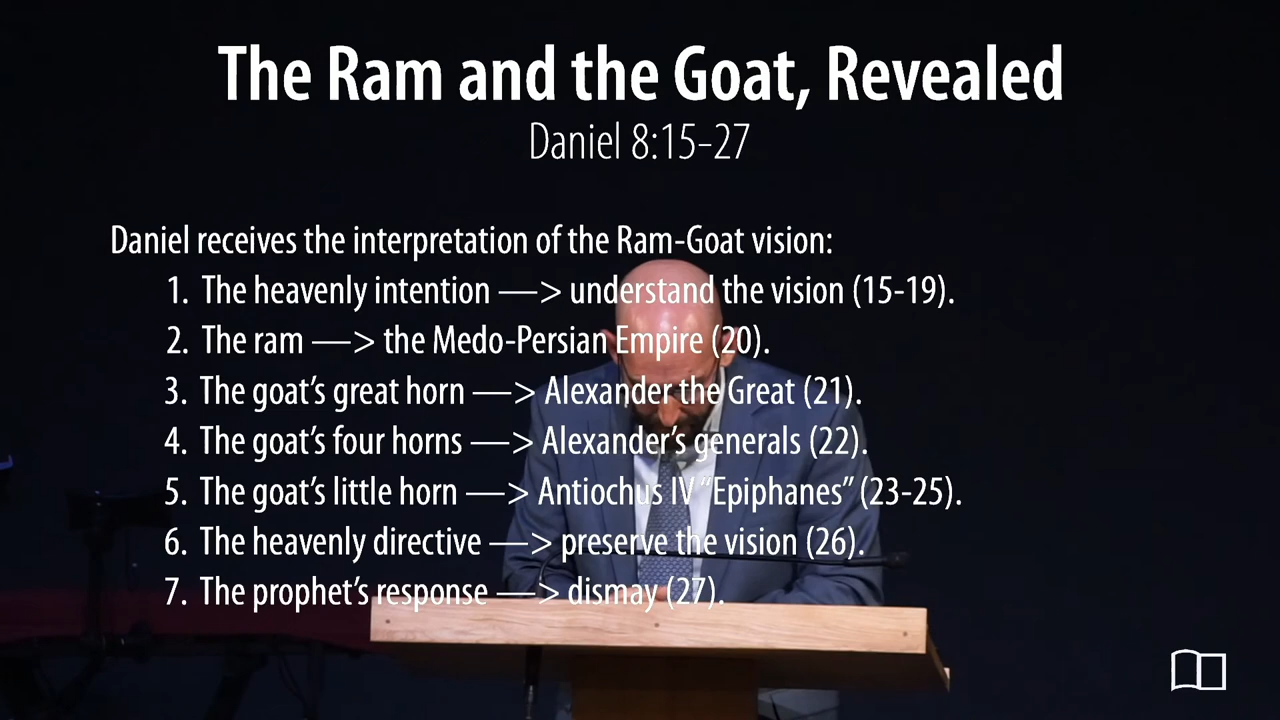 The Ram and the Goat, Revealed
Daniel 8:15-27
Daniel receives the interpretation of the Ram-Goat vision:
1. The heavenly intention —> understand the vision (15-19).
2. The ram —> the Medo-Persian Empire (20).
3. The goat’s great horn —> Alexander the Great (21).
4. The goat’s four horns —> Alexander’s generals (22).
5. The goat’s little horn —> Antiochus IV “Epiphanes” (23-25).
6. The heavenly directive —> preserve the vision (26).
7. The prophet’s response —> dismay (27).